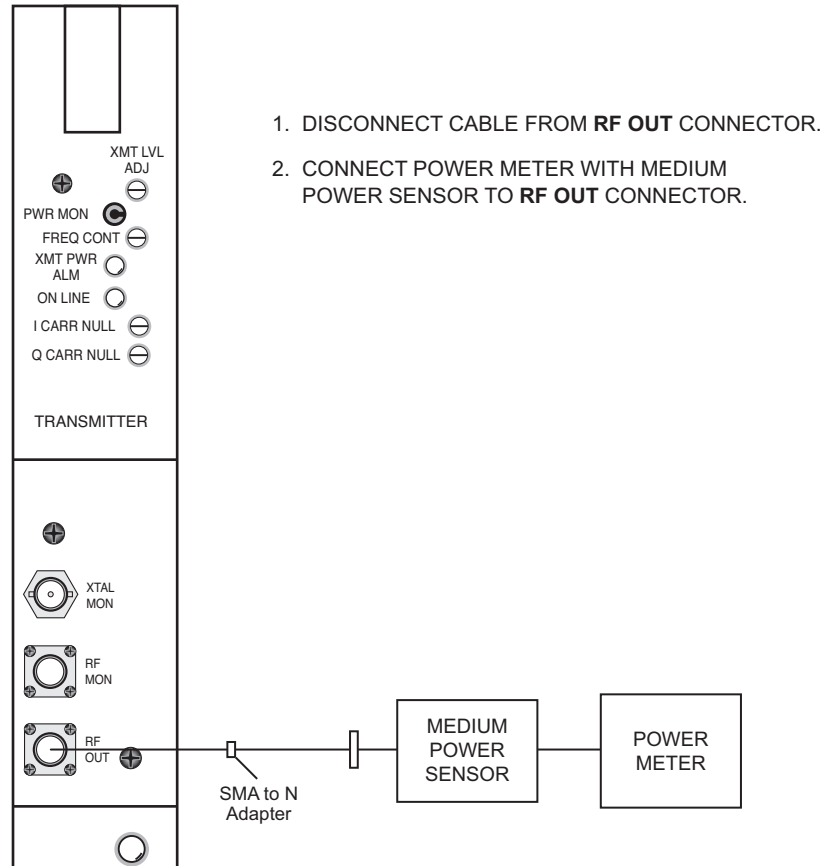 XMT LVL
ADJ
PWR MON
FREQ CONT
XMT PWR
ALM
ON LINE
I CARR NULL
Q CARR NULL
TRANSMITTER
XTAL
MON
RF
MON
RF
OUT
1. DISCONNECT CABLE FROM RF OUT CONNECTOR.
2. CONNECT POWER METER WITH MEDIUM
POWER SENSOR TO RF OUT CONNECTOR.
SMA to N
Adapter
MEDIUM
POWER
SENSOR
POWER
METER